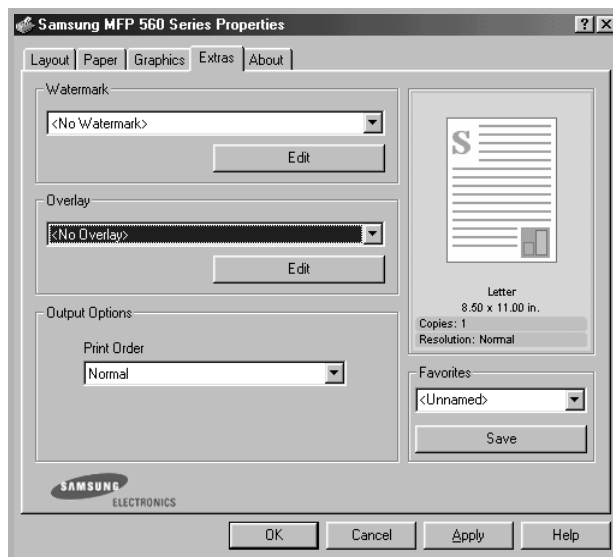 Samsung MFP 560 Series Properties
Layout Paper Graphics Extras About
Watermark
<No Watermark>
Edit
Overlay
<No Overlay>
Edit
Output Options
Print Order
Normal
S
Letter
8.50 x 11.00 in.
Copies: 1
Resolution: Normal
Favorites
<Unnamed>
Save
SAMSUNG
ELECTRONICS
OK Cancel Apply Help